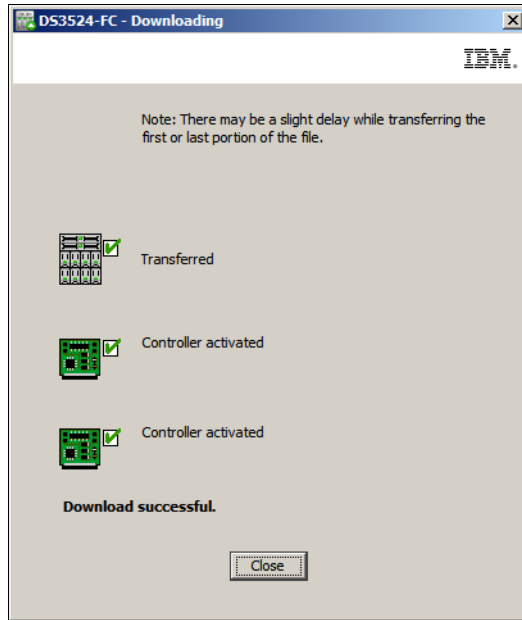 DS3524-FC - Downloading
IBM.
Note: There may be a slight delay while transferring the
first or last portion of the file.
Transferred
Controller activated
Controller activated
Download successful.
Close